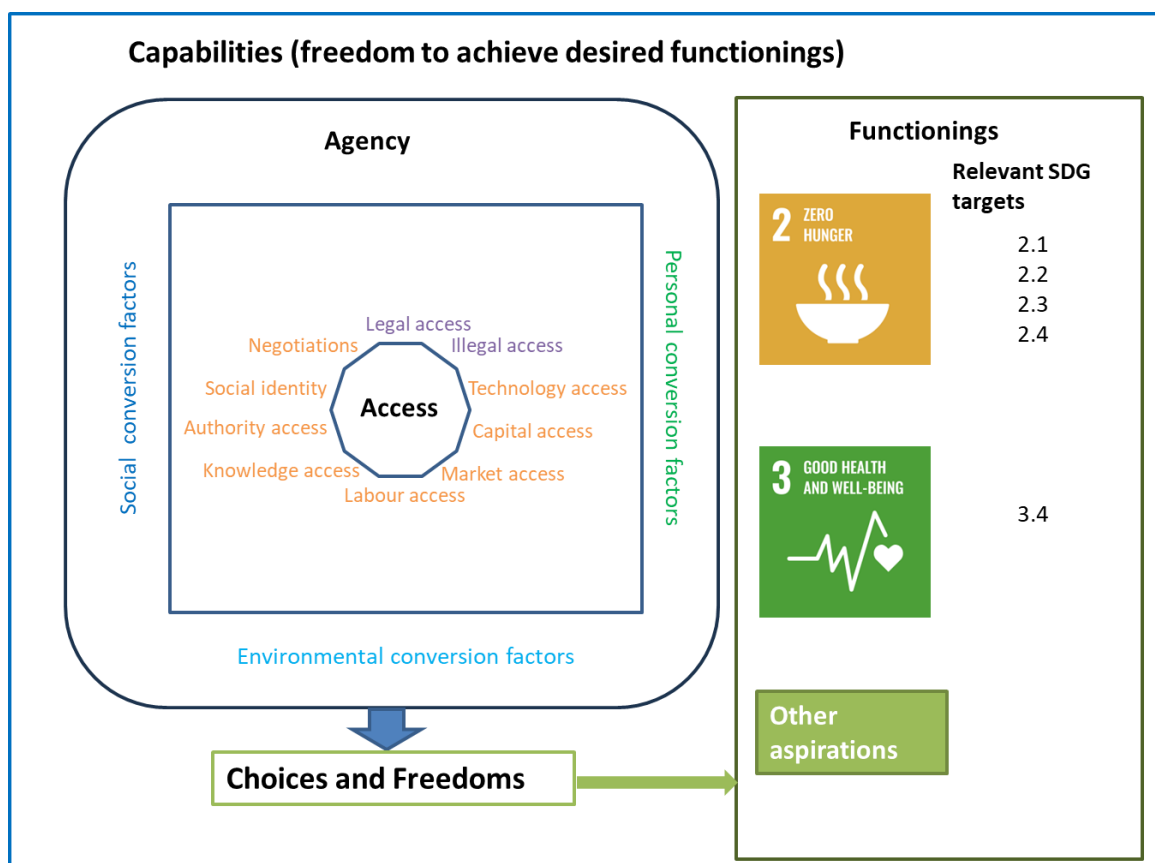 Capabilities (freedom to achieve desired functionings)
Agency
Social conversion factors
Legal access
Negotiations
Illegal access
Social identity
Technology access
Access
Authority access
Capital access
Knowledge access
Market access
Labour access
Personal conversion factors
Environmental conversion factors
Choices and Freedoms
Functionings
Relevant SDG
targets
2 ZERO
HUNGER
2.1
2.2
2.3
2.4
3 GOOD HEALTH
AND WELL-BEING
3.4
Other
aspirations